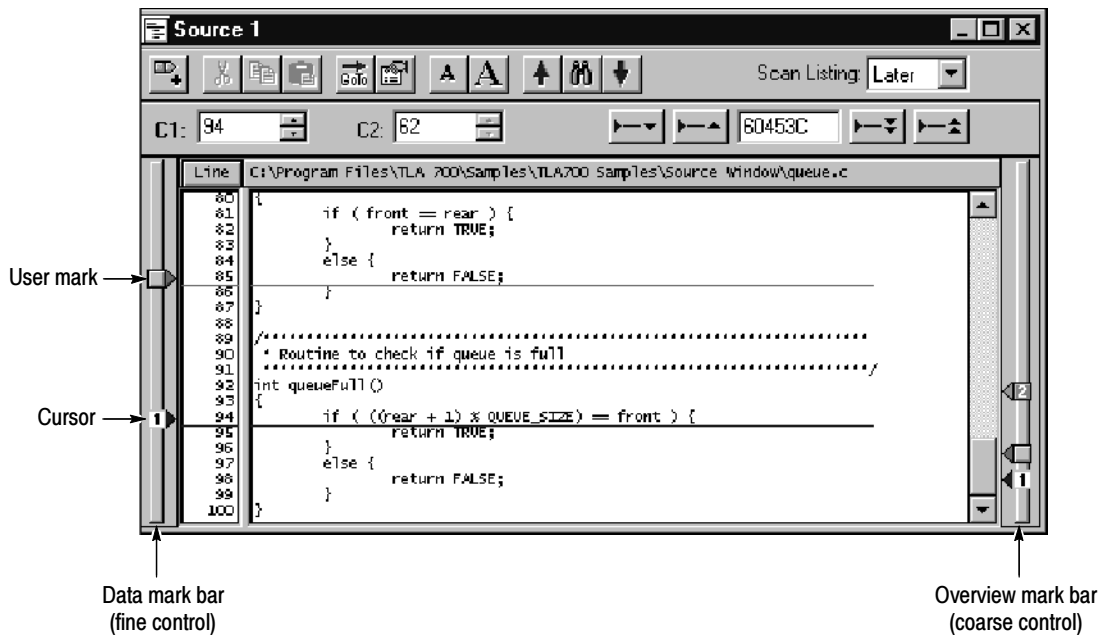 Source 1
GoTo A A Scan Listing: Later
C1: 94 C2: 62 60453C
Line C:\Program Files\TLA 700\Samples\TLA700 Samples\Source Window\queue.c
80 {
81 if ( front == rear ) {
82 return TRUE;
83 }
84 else {
User mark 85 return FALSE;
86 }
87 }
88
89 /**********************************************************************
90 * Routine to check if queue is full
91 **********************************************************************/
92 int queueFull()
2
93 {
Cursor 1 94 if ( ((rear + 1) % QUEUE_SIZE) == front ) {
95 return TRUE;
96 }
97 else {
98 return FALSE;
1
99 }
100 }
Data mark bar
(fine control)
Overview mark bar
(coarse control)